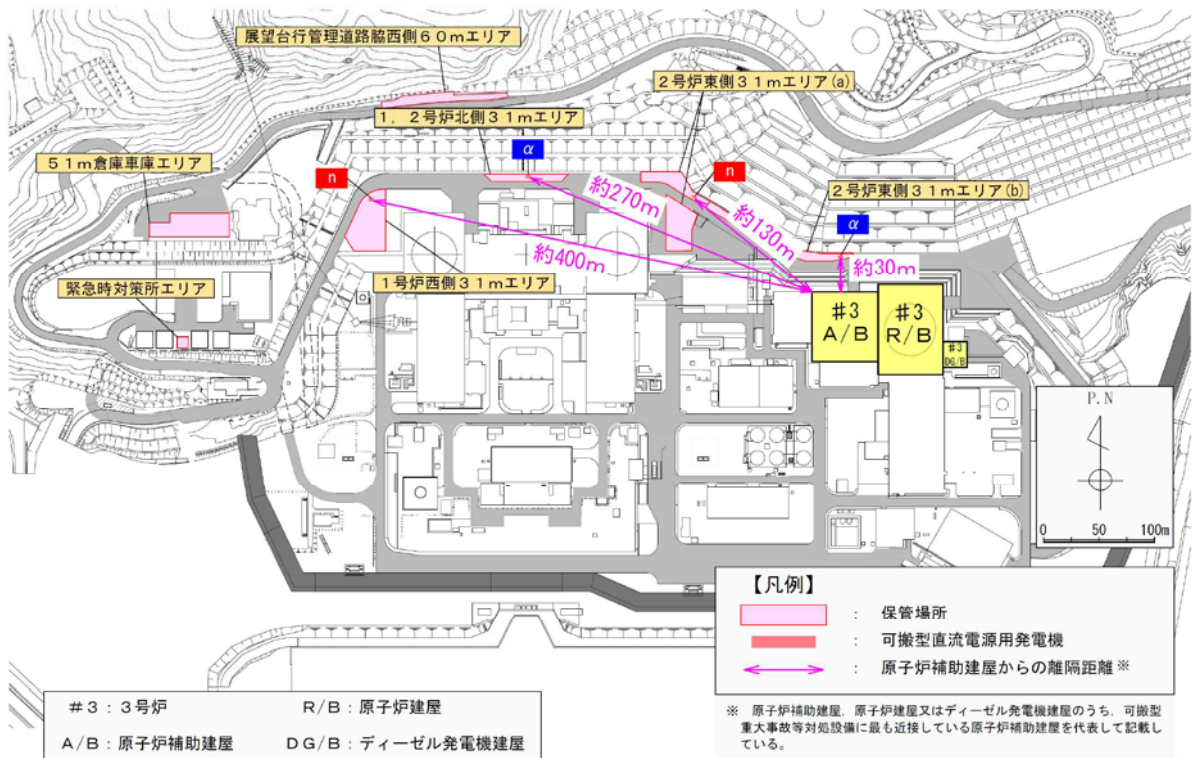 展望台行管理道路脇西側６０ｍエリア
２号炉東側３１ｍエリア(a)
１，２号炉北側３１ｍエリア
α
５１ｍ倉庫車庫エリア
n
n
２号炉東側３１ｍエリア(b)
α
約270m
約130m
約400m
約30m
１号炉西側３１ｍエリア
緊急時対策所エリア
＃3
A/B
＃3
R/B
＃3
DG/B
P.N
0 50 100m
【凡例】
： 保管場所
： 可搬型直流電源用発電機
： 原子炉補助建屋からの離隔距離※
※ 原子炉補助建屋，原子炉建屋又はディーゼル発電機建屋のうち，可搬型
重大事故等対処設備に最も近接している原子炉補助建屋を代表して記載し
ている。
＃3：３号炉
R/B：原子炉建屋
A/B：原子炉補助建屋
DG/B：ディーゼル発電機建屋